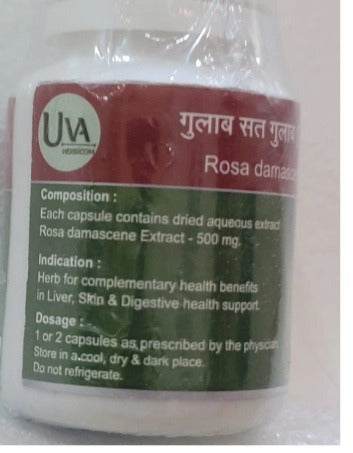 UVA
HERBICOM
गुलाब सत गुलाब
Rosa damasce
Composition :
Each capsule contains dried aqueous extract
Rosa damascene Extract - 500 mg.
Indication :
Herb for complementary health benefits
in Liver, Skin & Digestive health support.
Dosage :
1 or 2 capsules as prescribed by the physician.
Store in a cool, dry & dark place.
Do not refrigerate.